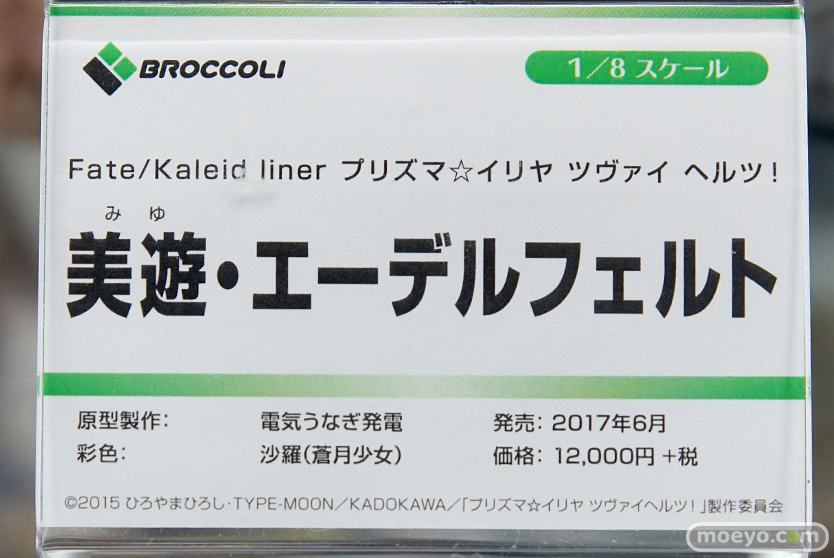 BROCCOLI
1/8 スケール
Fate/Kaleid liner プリズマ☆イリヤ ツヴァイ ヘルツ!
みゆ
美遊・エーデルフェルト
原型製作: 電気うなぎ発電 発売: 2017年6月
彩色: 沙羅(蒼月少女) 価格: 12,000円 +税
©2015 ひろやまひろし・TYPE-MOON/KADOKAWA/「プリズマ☆イリヤ ツヴァイヘルツ!」製作委員会
moeyo.com